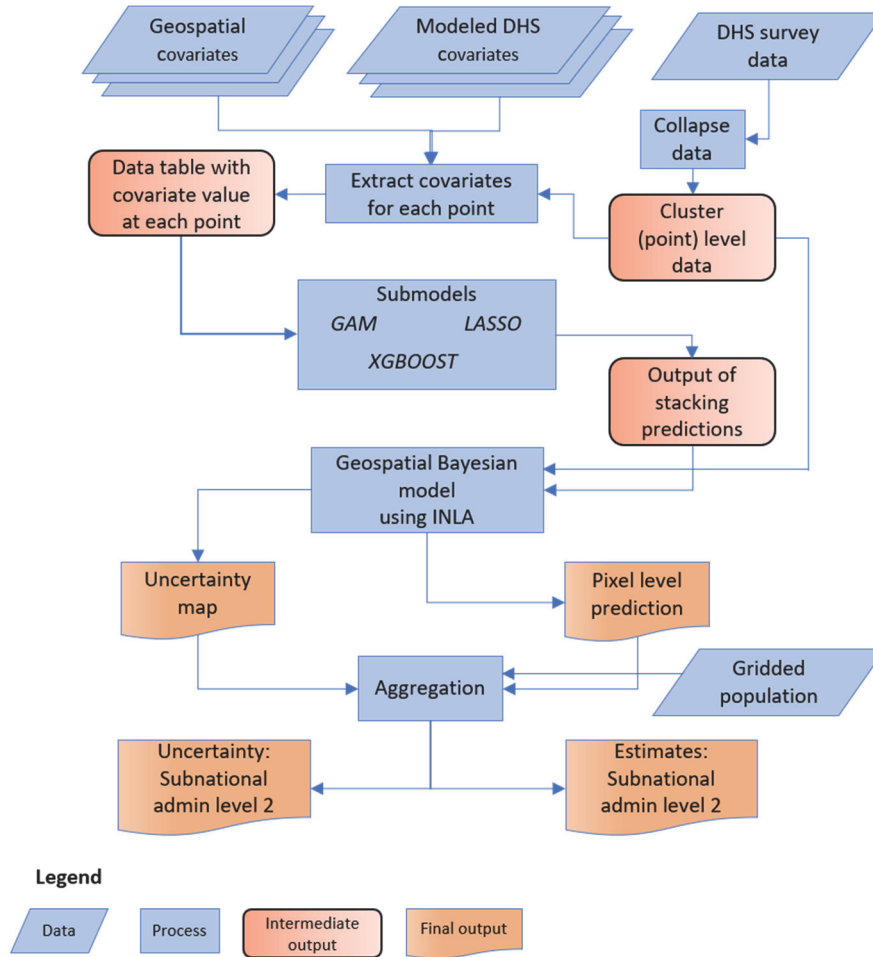 Geospatial
covariates
Modeled DHS
covariates
DHS survey
data
Collapse
data
Data table with
covariate value
at each point
Extract covariates
for each point
Cluster
(point) level
data
Submodels
GAM LASSO
XGBOOST
Output of
stacking
predictions
Geospatial Bayesian
model
using INLA
Uncertainty
map
Pixel level
prediction
Aggregation
Gridded
population
Uncertainty:
Subnational
admin level 2
Estimates:
Subnational
admin level 2
Legend
Data
Process
Intermediate
output
Final output